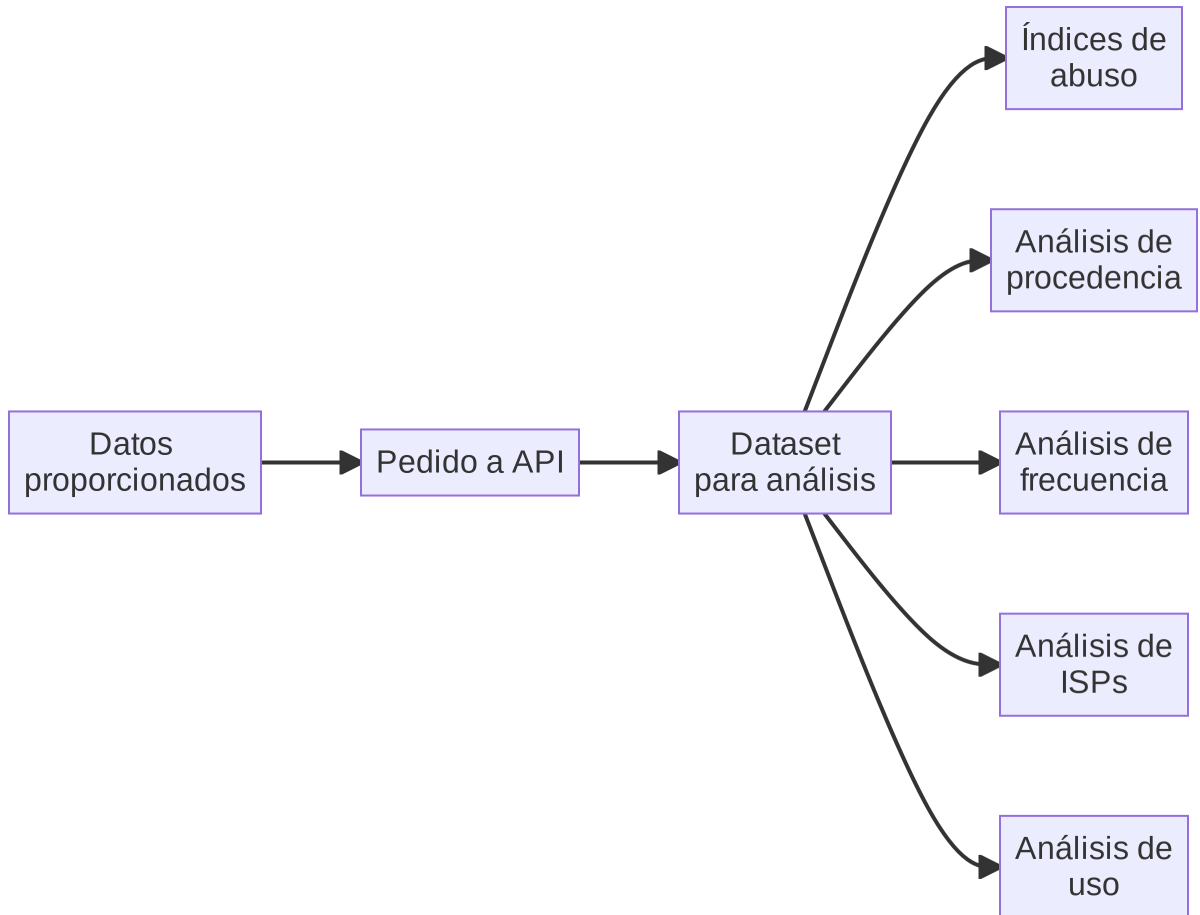 Datos
proporcionados
Pedido a API
Dataset
para análisis
Índices de
abuso
Análisis de
procedencia
Análisis de
frecuencia
Análisis de
ISPs
Análisis de
uso